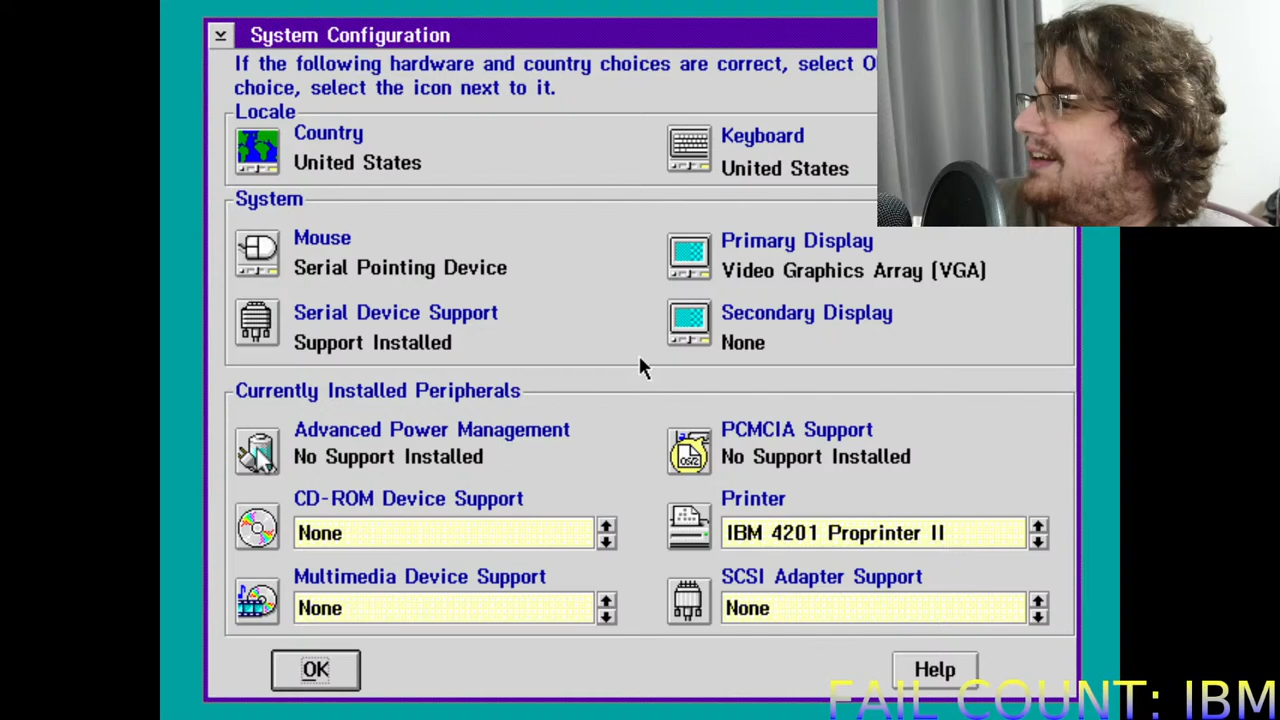 System Configuration
If the following hardware and country choices are correct, select O
choice, select the icon next to it.
Locale
Country
United States
Keyboard
United States
System
Mouse
Serial Pointing Device
Primary Display
Video Graphics Array (VGA)
Serial Device Support
Support Installed
Secondary Display
None
Currently Installed Peripherals
Advanced Power Management
No Support Installed
PCMCIA Support
No Support Installed
CD-ROM Device Support
None
Printer
IBM 4201 Proprinter II
Multimedia Device Support
None
SCSI Adapter Support
None
OK
Help
FAIL COUNT: IBM